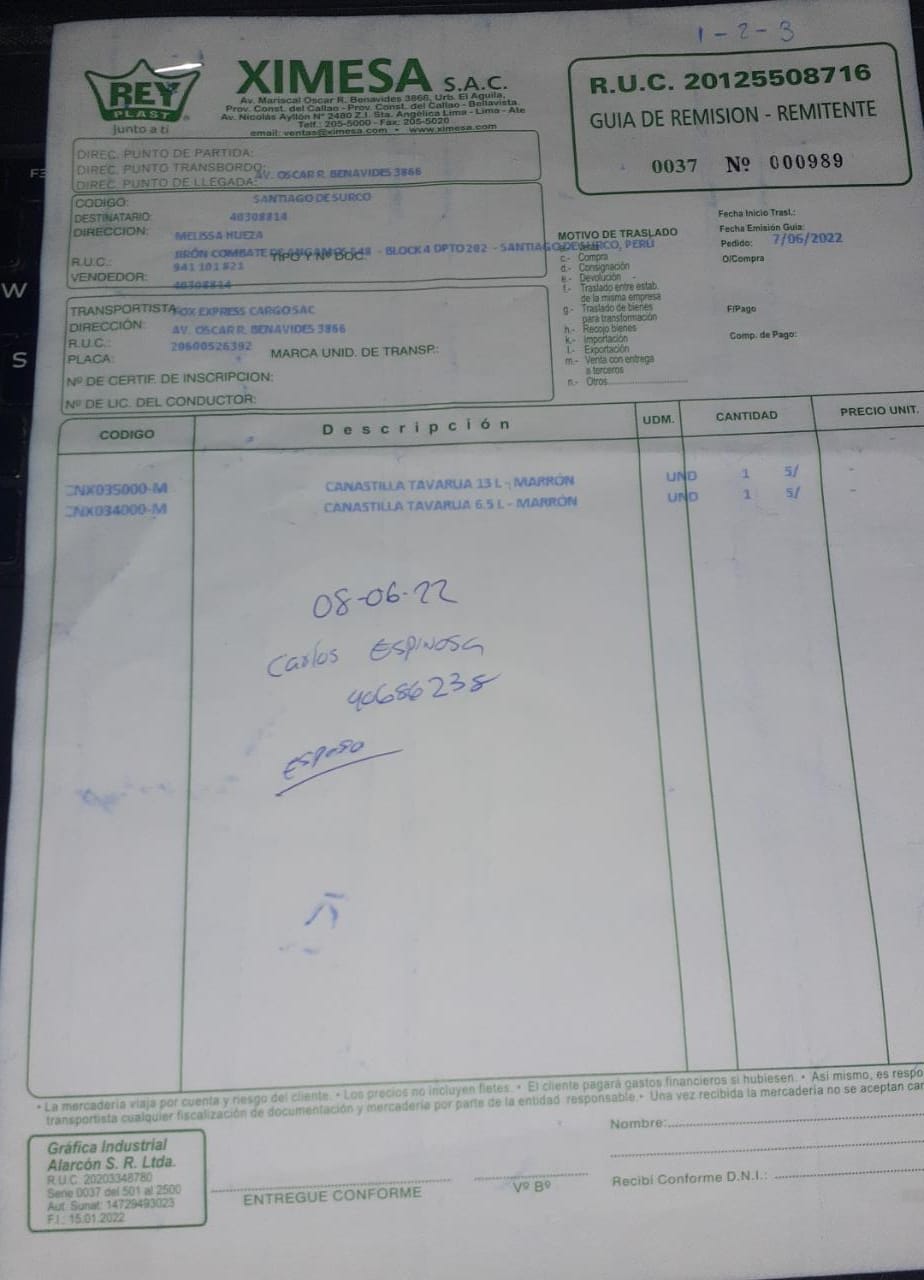 1-2-3
REY
PLAST
junto a ti
XIMESA S.A.C.
Av. Mariscal Oscar R. Benavides 3866, Urb. El Aguila,
Prov. Const. del Callao - Prov. Const. del Callao - Bellavista.
Av. Nicolás Ayllón Nº 2480 Z.I. Sta. Angélica Lima - Lima - Ate
Telf.: 205-5000 - Fax: 205-5020
email: ventas@ximesa.com • www.ximesa.com
R.U.C. 20125508716
GUIA DE REMISION - REMITENTE
0037 Nº 000989
DIREC. PUNTO DE PARTIDA:
DIREC. PUNTO TRANSBORDO:
AV. OSCAR R. BENAVIDES 3866
DIREC. PUNTO DE LLEGADA:
SANTIAGO DE SURCO
CODIGO:
40308814
DESTINATARIO:
MELISSA HUEZA
DIRECCION:
JIRÓN COMBATE DE - BLOCK 4 DPTO 202 - SANTIAGO DE SURCO, PERU
TIPO Y Nº DOC.
R.U.C.:
941 101 821
VENDEDOR:
40308814
MOTIVO DE TRASLADO
c.- Compra
d.- Consignación
e.- Devolución
f.- Traslado entre estab.
de la misma empresa
g.- Traslado de bienes
para transformación
h.- Recojo bienes
k.- Importación
l.- Exportación
m.- Venta con entrega
a terceros
n.- Otros
Fecha Inicio Trasl.:
Fecha Emisión Guia:
Pedido: 7/06/2022
O/Compra
F/Pago
Comp. de Pago:
TRANSPORTISTA FOX EXPRESS CARGO SAC
DIRECCIÓN: AV. OSCAR R. BENAVIDES 3866
R.U.C.: 20600526392
PLACA: MARCA UNID. DE TRANSP.:
Nº DE CERTIF. DE INSCRIPCION:
Nº DE LIC. DEL CONDUCTOR:
CODIGO Descripción UDM. CANTIDAD PRECIO UNIT.
CNX035000-M CANASTILLA TAVARUA 13 L - MARRÓN UND 1 S/ -
CNX034000-M CANASTILLA TAVARUA 6.5 L - MARRÓN UND 1 S/ -
08-06-22
Carlos ESPINOSA
40686238
ESPOSO
• La mercadería viaja por cuenta y riesgo del cliente. • Los precios no incluyen fletes. • El cliente pagará gastos financieros si hubiesen. • Asi mismo, es respo
transportista cualquier fiscalización de documentación y mercadería por parte de la entidad responsable. • Una vez recibida la mercadería no se aceptan
Gráfica Industrial
Alarcón S. R. Ltda.
R.U.C. 20203348780
Serie 0037 del 501 al 2500
Aut. Sunat: 14729493023
F.I.: 15.01.2022
ENTREGUE CONFORME
Vº Bº
Nombre:
Recibí Conforme D.N.I.:
W
S